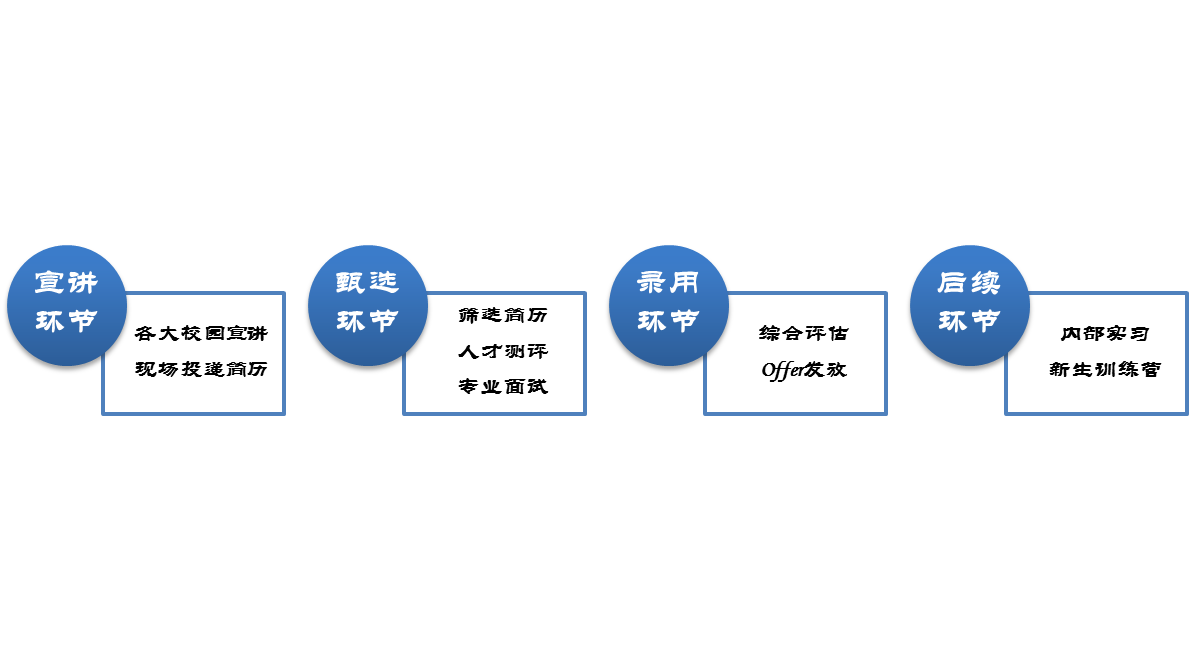 宣讲
环节
各大校园宣讲
现场投递简历
甄选
环节
筛选简历
人才测评
专业面试
录用
环节
综合评估
Offer发放
后续
环节
内部实习
新生训练营